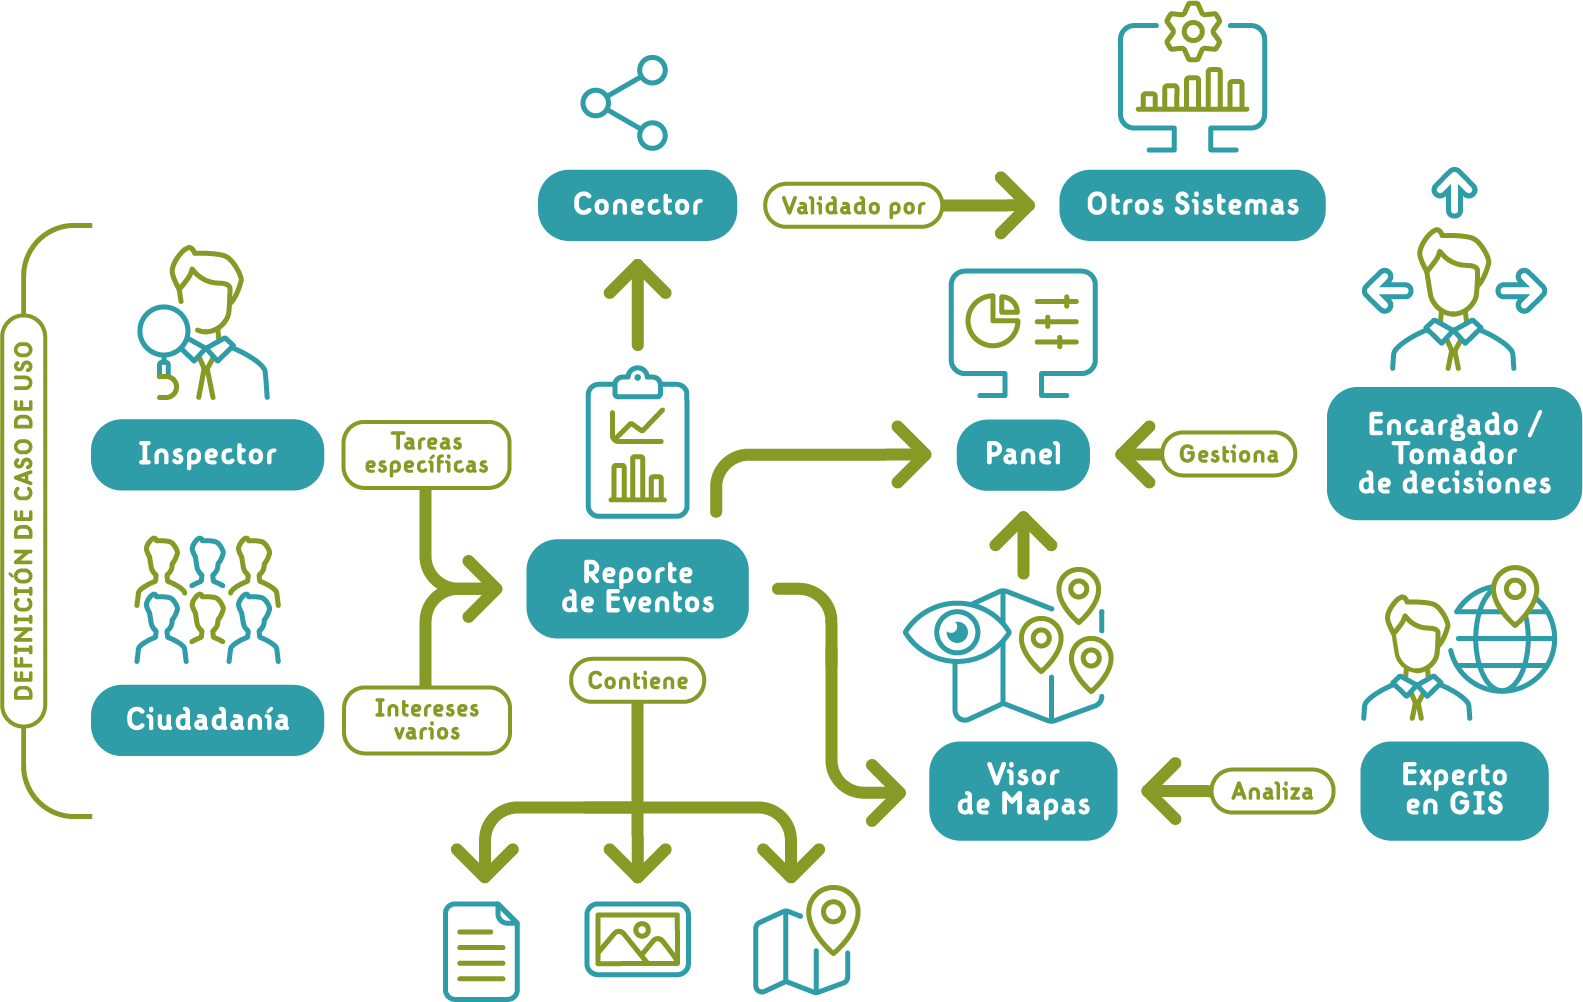 DEFINICIÓN DE CASO DE USO
Conector
Validado por
Otros Sistemas
Inspector
Tareas
específicas
Panel
Gestiona
Encargado /
Tomador
de decisiones
Reporte
de Eventos
Contiene
Ciudadanía
Intereses
varios
Visor
de Mapas
Analiza
Experto
en GIS